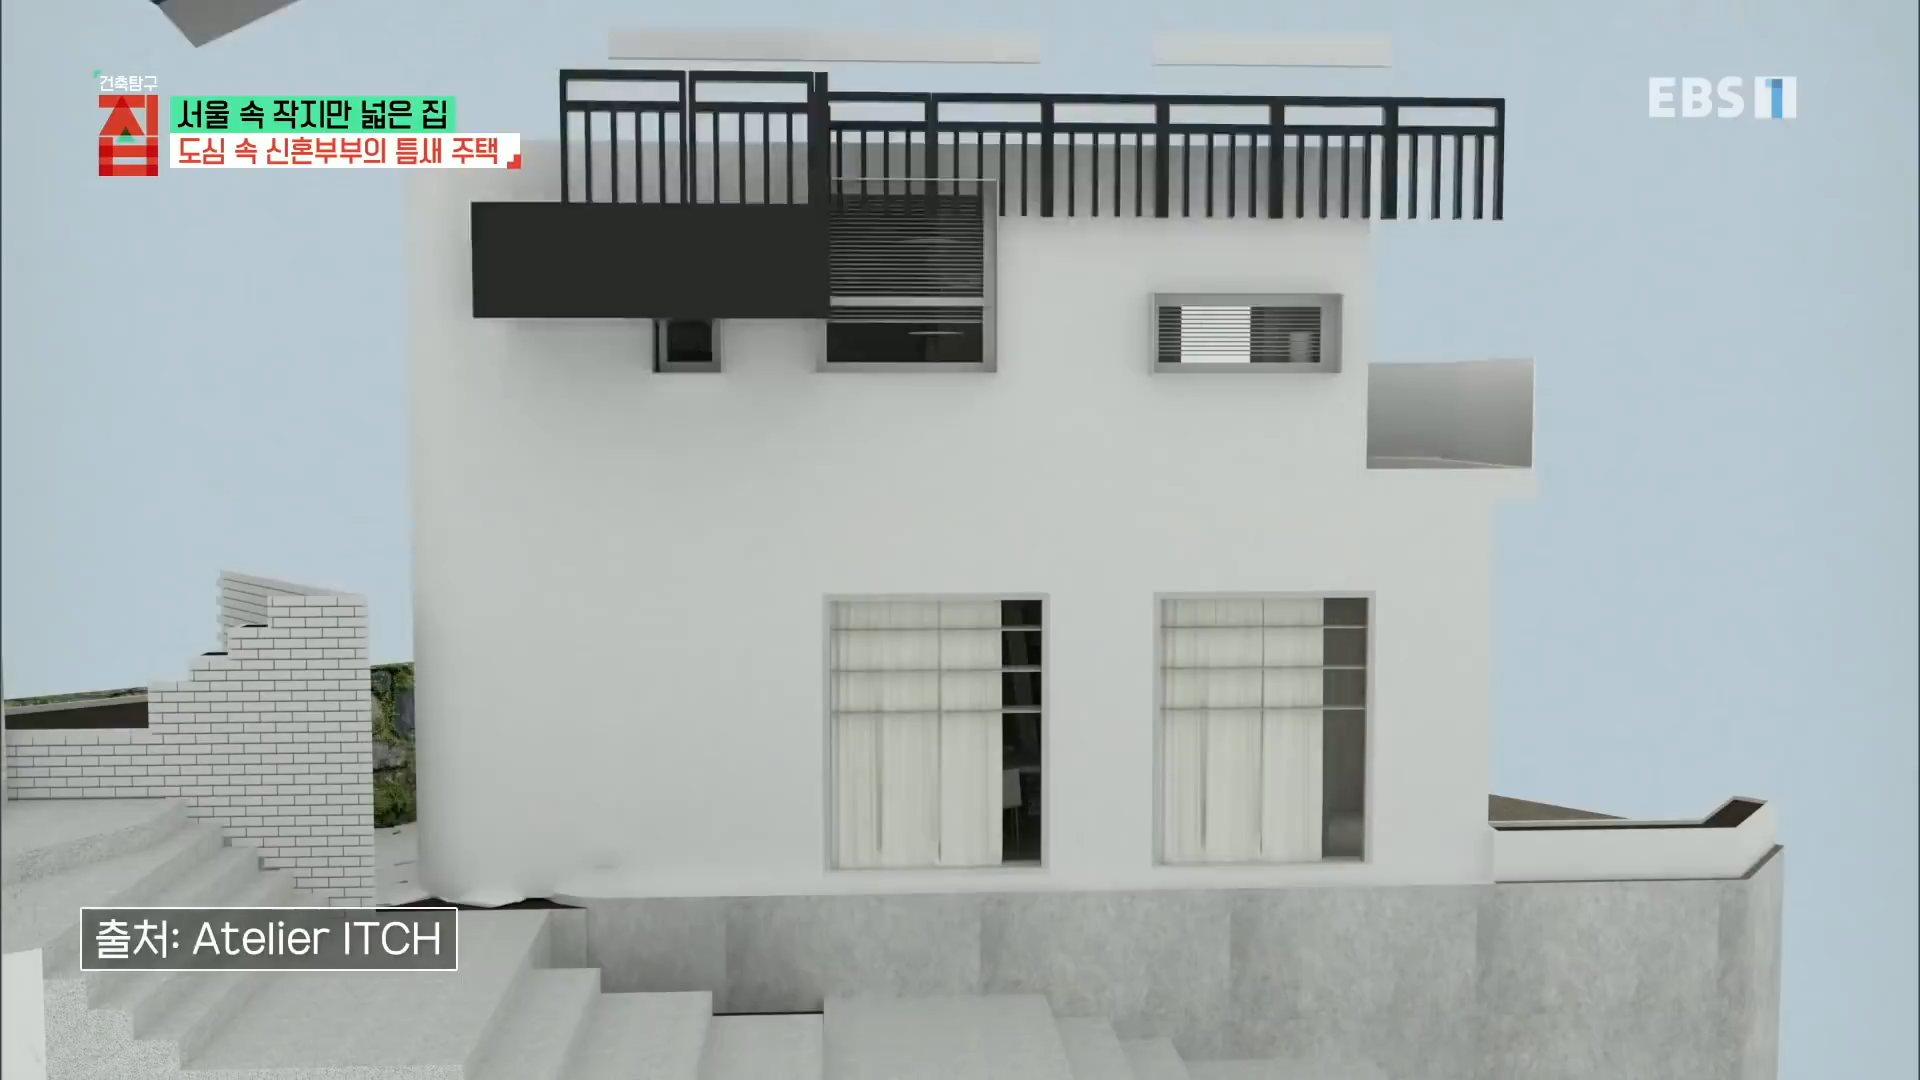 건축탐구
집
서울 속 작지만 넓은 집
도심 속 신혼부부의 틈새 주택
EBS 1
출처: Atelier ITCH